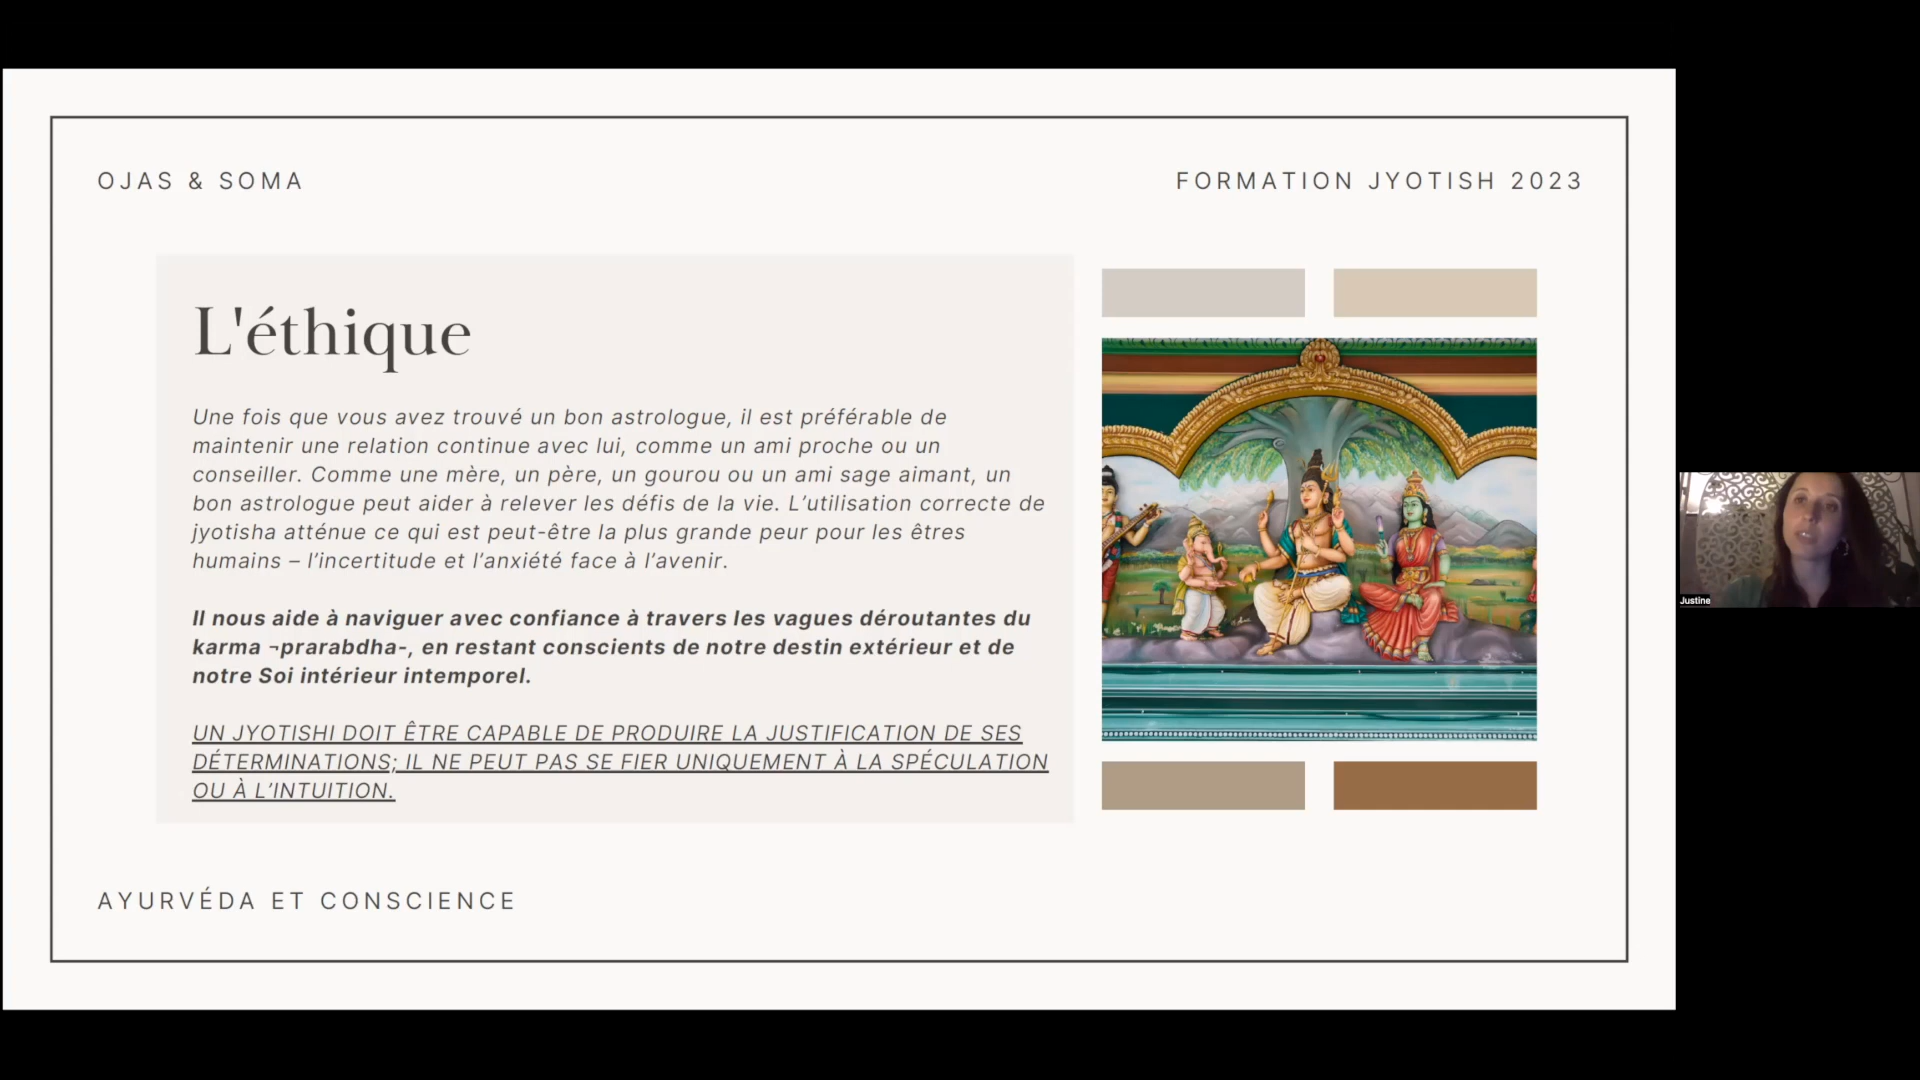 OJAS & SOMA
FORMATION JYOTISH 2023
L'éthique
Une fois que vous avez trouvé un bon astrologue, il est préférable de
maintenir une relation continue avec lui, comme un ami proche ou un
conseiller. Comme une mère, un père, un gourou ou un ami sage aimant, un
bon astrologue peut aider à relever les défis de la vie. L’utilisation correcte de
jyotisha atténue ce qui est peut-être la plus grande peur pour les êtres
humains – l’incertitude et l’anxiété face à l’avenir.
Il nous aide à naviguer avec confiance à travers les vagues déroutantes du
karma ¬prarabdha-, en restant conscients de notre destin extérieur et de
notre Soi intérieur intemporel.
UN JYOTISHI DOIT ÊTRE CAPABLE DE PRODUIRE LA JUSTIFICATION DE SES
DÉTERMINATIONS; IL NE PEUT PAS SE FIER UNIQUEMENT À LA SPÉCULATION
OU À L’INTUITION.
AYURVÉDA ET CONSCIENCE
Justine